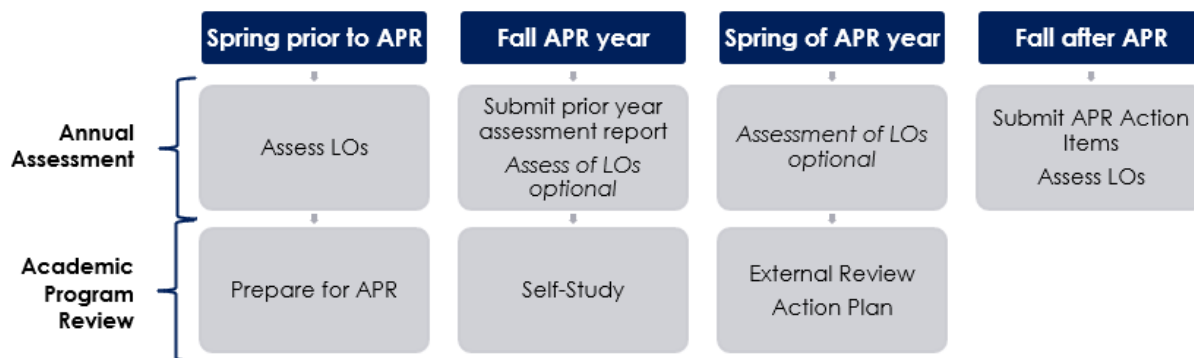 Spring prior to APR
Fall APR year
Spring of APR year
Fall after APR
Annual
Assessment
Assess LOs
Submit prior year
assessment report
Assess of LOs
optional
Assessment of LOs
optional
Submit APR Action
Items
Assess LOs
Academic
Program
Review
Prepare for APR
Self-Study
External Review
Action Plan